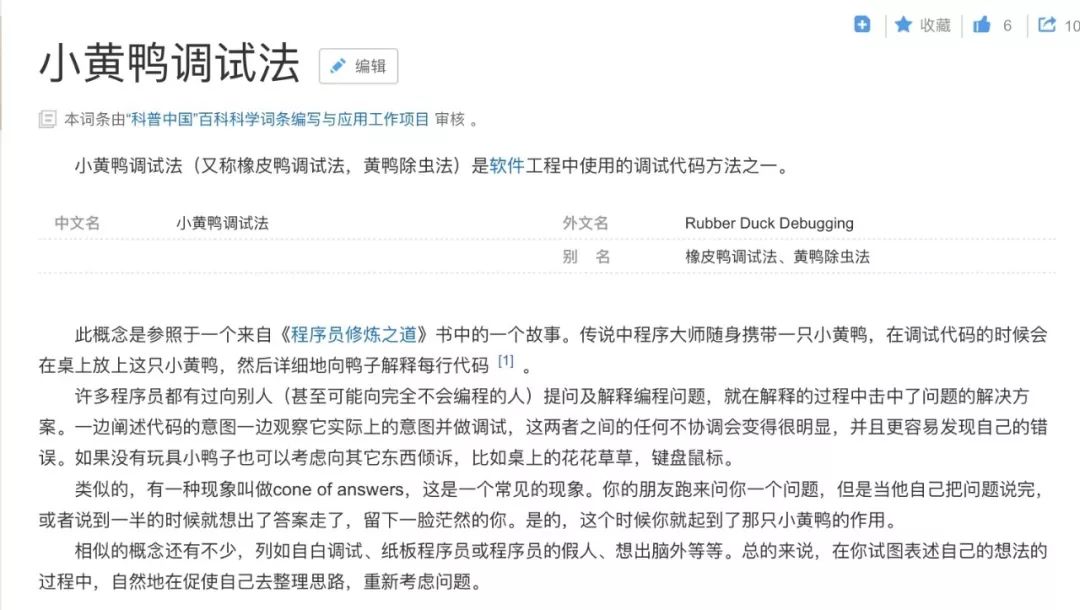 收藏 6 10
小黄鸭调试法 编辑
本词条由“科普中国”百科科学词条编写与应用工作项目 审核 。
小黄鸭调试法（又称橡皮鸭调试法，黄鸭除虫法）是软件工程中使用的调试代码方法之一。
中文名 小黄鸭调试法 外文名 Rubber Duck Debugging
别 名 橡皮鸭调试法、黄鸭除虫法
此概念是参照于一个来自《程序员修炼之道》书中的一个故事。传说中程序大师随身携带一只小黄鸭，在调试代码的时候会
在桌上放上这只小黄鸭，然后详细地向鸭子解释每行代码 [1] 。
许多程序员都有过向别人（甚至可能向完全不会编程的人）提问及解释编程问题，就在解释的过程中击中了问题的解决方
案。一边阐述代码的意图一边观察它实际上的意图并做调试，这两者之间的任何不协调会变得很明显，并且更容易发现自己的错
误。如果没有玩具小鸭子也可以考虑向其它东西倾诉，比如桌上的花花草草，键盘鼠标。
类似的，有一种现象叫做cone of answers，这是一个常见的现象。你的朋友跑来问你一个问题，但是当他自己把问题说完，
或者说到一半的时候就想出了答案走了，留下一脸茫然的你。是的，这个时候你就起到了那只小黄鸭的作用。
相似的概念还有不少，列如自白调试、纸板程序员或程序员的假人、想出脑外等等。总的来说，在你试图表述自己的想法的
过程中，自然地在促使自己去整理思路，重新考虑问题。